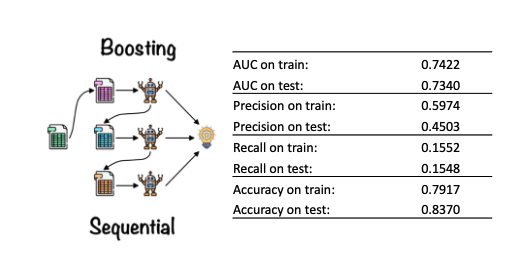 Boosting
Sequential
AUC on train: 0.7422
AUC on test: 0.7340
Precision on train: 0.5974
Precision on test: 0.4503
Recall on train: 0.1552
Recall on test: 0.1548
Accuracy on train: 0.7917
Accuracy on test: 0.8370